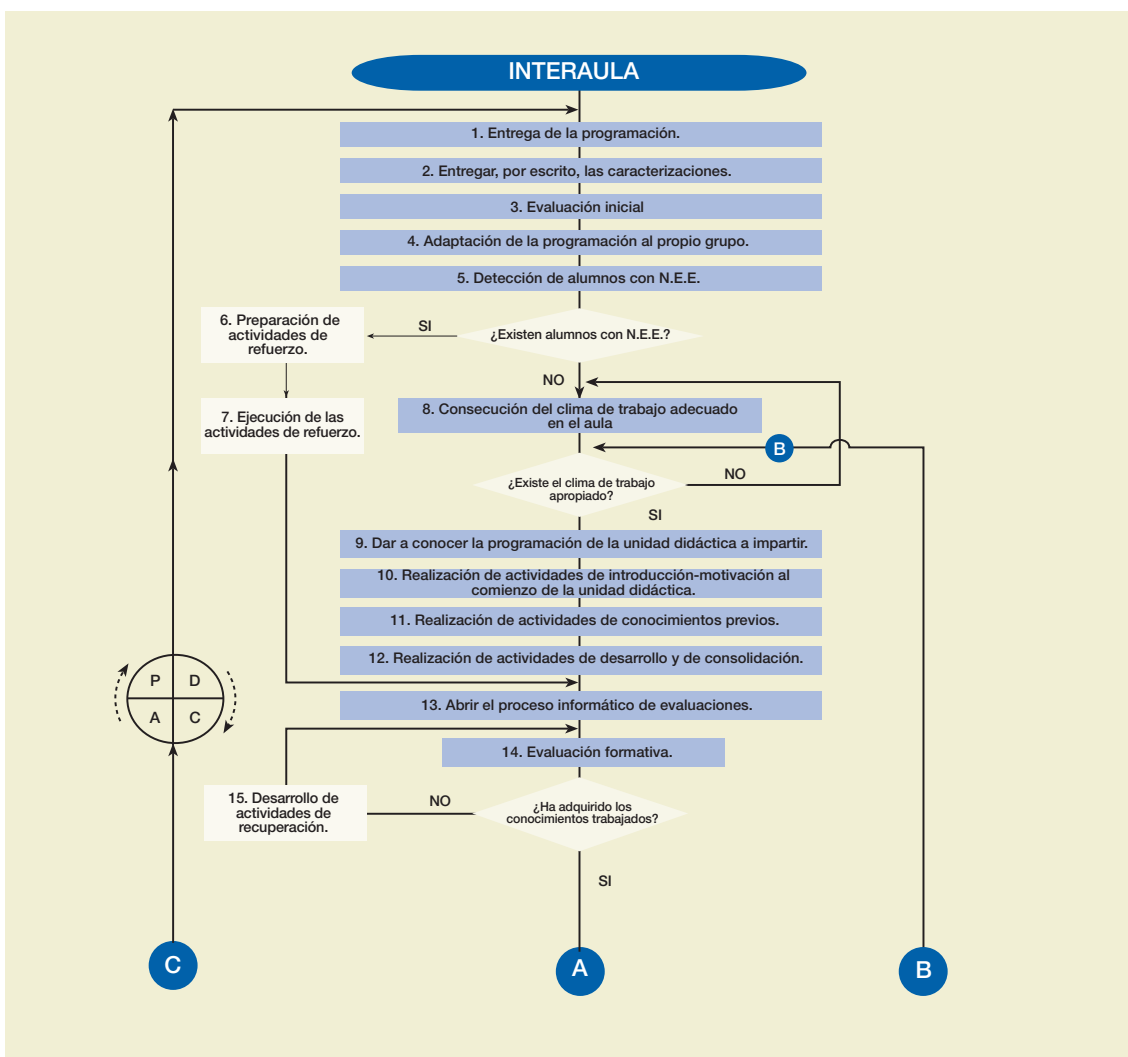 INTERAULA
1. Entrega de la programación.
2. Entregar, por escrito, las caracterizaciones.
3. Evaluación inicial
4. Adaptación de la programación al propio grupo.
5. Detección de alumnos con N.E.E.
6. Preparación de
actividades de
refuerzo.
SI
¿Existen alumnos con N.E.E.?
NO
7. Ejecución de las
actividades de refuerzo.
8. Consecución del clima de trabajo adecuado
en el aula
B
¿Existe el clima de trabajo
apropiado?
NO
SI
9. Dar a conocer la programación de la unidad didáctica a impartir.
10. Realización de actividades de introducción-motivación al
comienzo de la unidad didáctica.
11. Realización de actividades de conocimientos previos.
12. Realización de actividades de desarrollo y de consolidación.
P D
A C
13. Abrir el proceso informático de evaluaciones.
14. Evaluación formativa.
15. Desarrollo de
actividades de
recuperación.
NO
¿Ha adquirido los
conocimientos trabajados?
SI
C
A
B